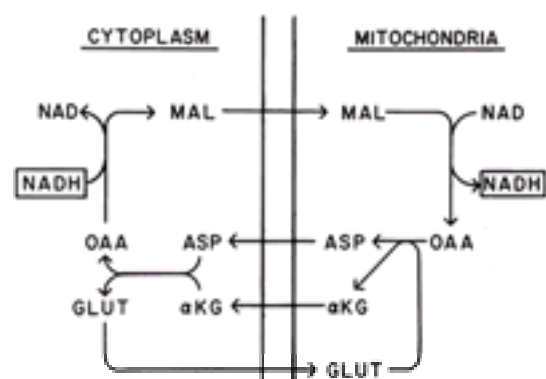 CYTOPLASM MITOCHONDRIA
NAD MAL MAL NAD
NADH NADH
OAA ASP ASP OAA
GLUT αKG αKG
GLUT